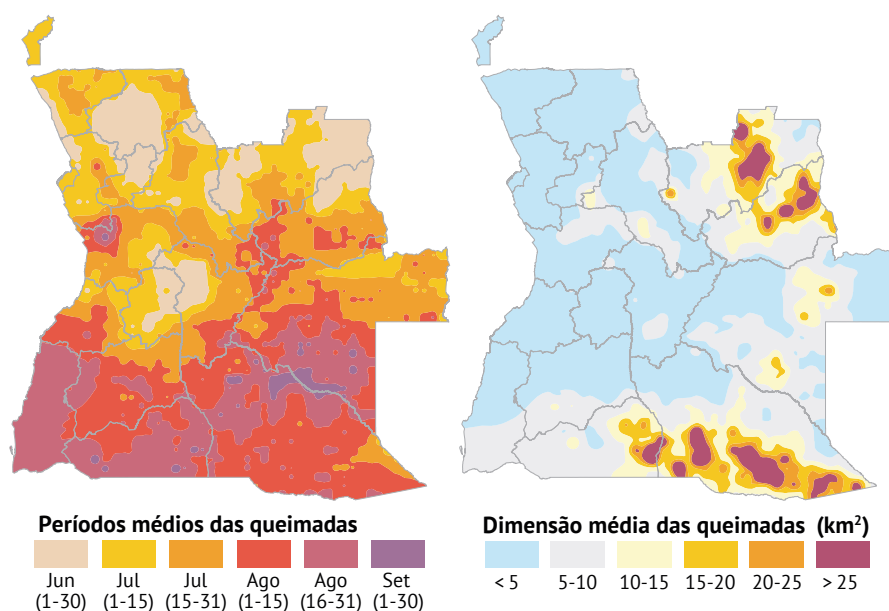 Períodos médios das queimadas
Jun (1-30)
Jul (1-15)
Jul (15-31)
Ago (1-15)
Ago (16-31)
Set (1-30)
Dimensão média das queimadas (km²)
< 5
5-10
10-15
15-20
20-25
> 25